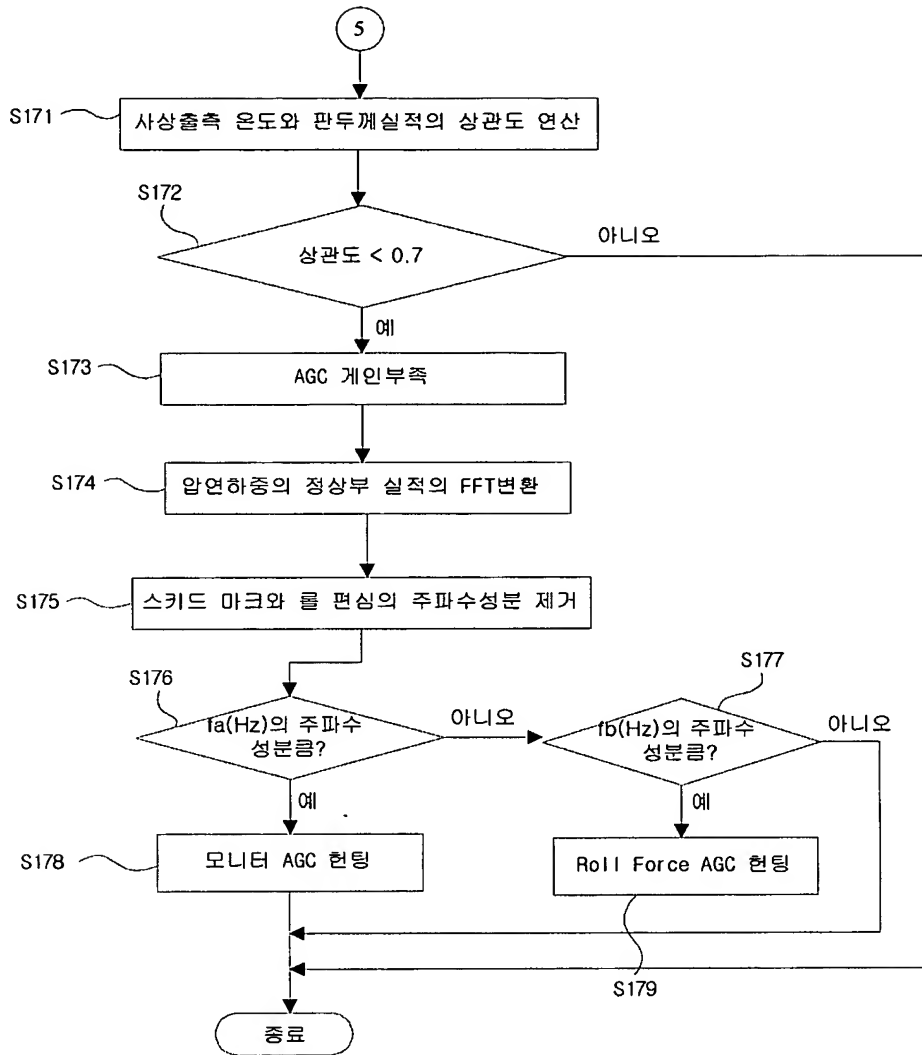 5
S171
사상출측 온도와 판두께실적의 상관도 연산
S172
상관도 < 0.7
아니오
예
S173
AGC 게인부족
S174
압연하중의 정상부 실적의 FFT변환
S175
스키드 마크와 롤 편심의 주파수성분 제거
S176
fa(Hz)의 주파수
성분큼?
아니오
S177
fb(Hz)의 주파수
성분큼?
아니오
예
예
S178
모니터 AGC 헌팅
Roll Force AGC 헌팅
S179
종료